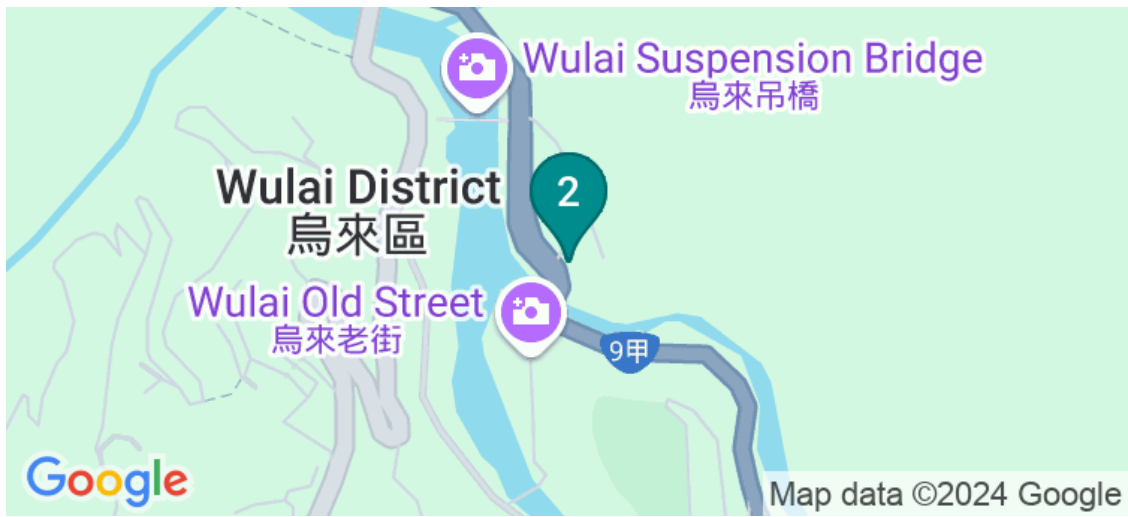 Wulai Suspension Bridge
烏來吊橋
Wulai District
烏來區
2
Wulai Old Street
烏來老街
9甲
Google
Map data ©2024 Google